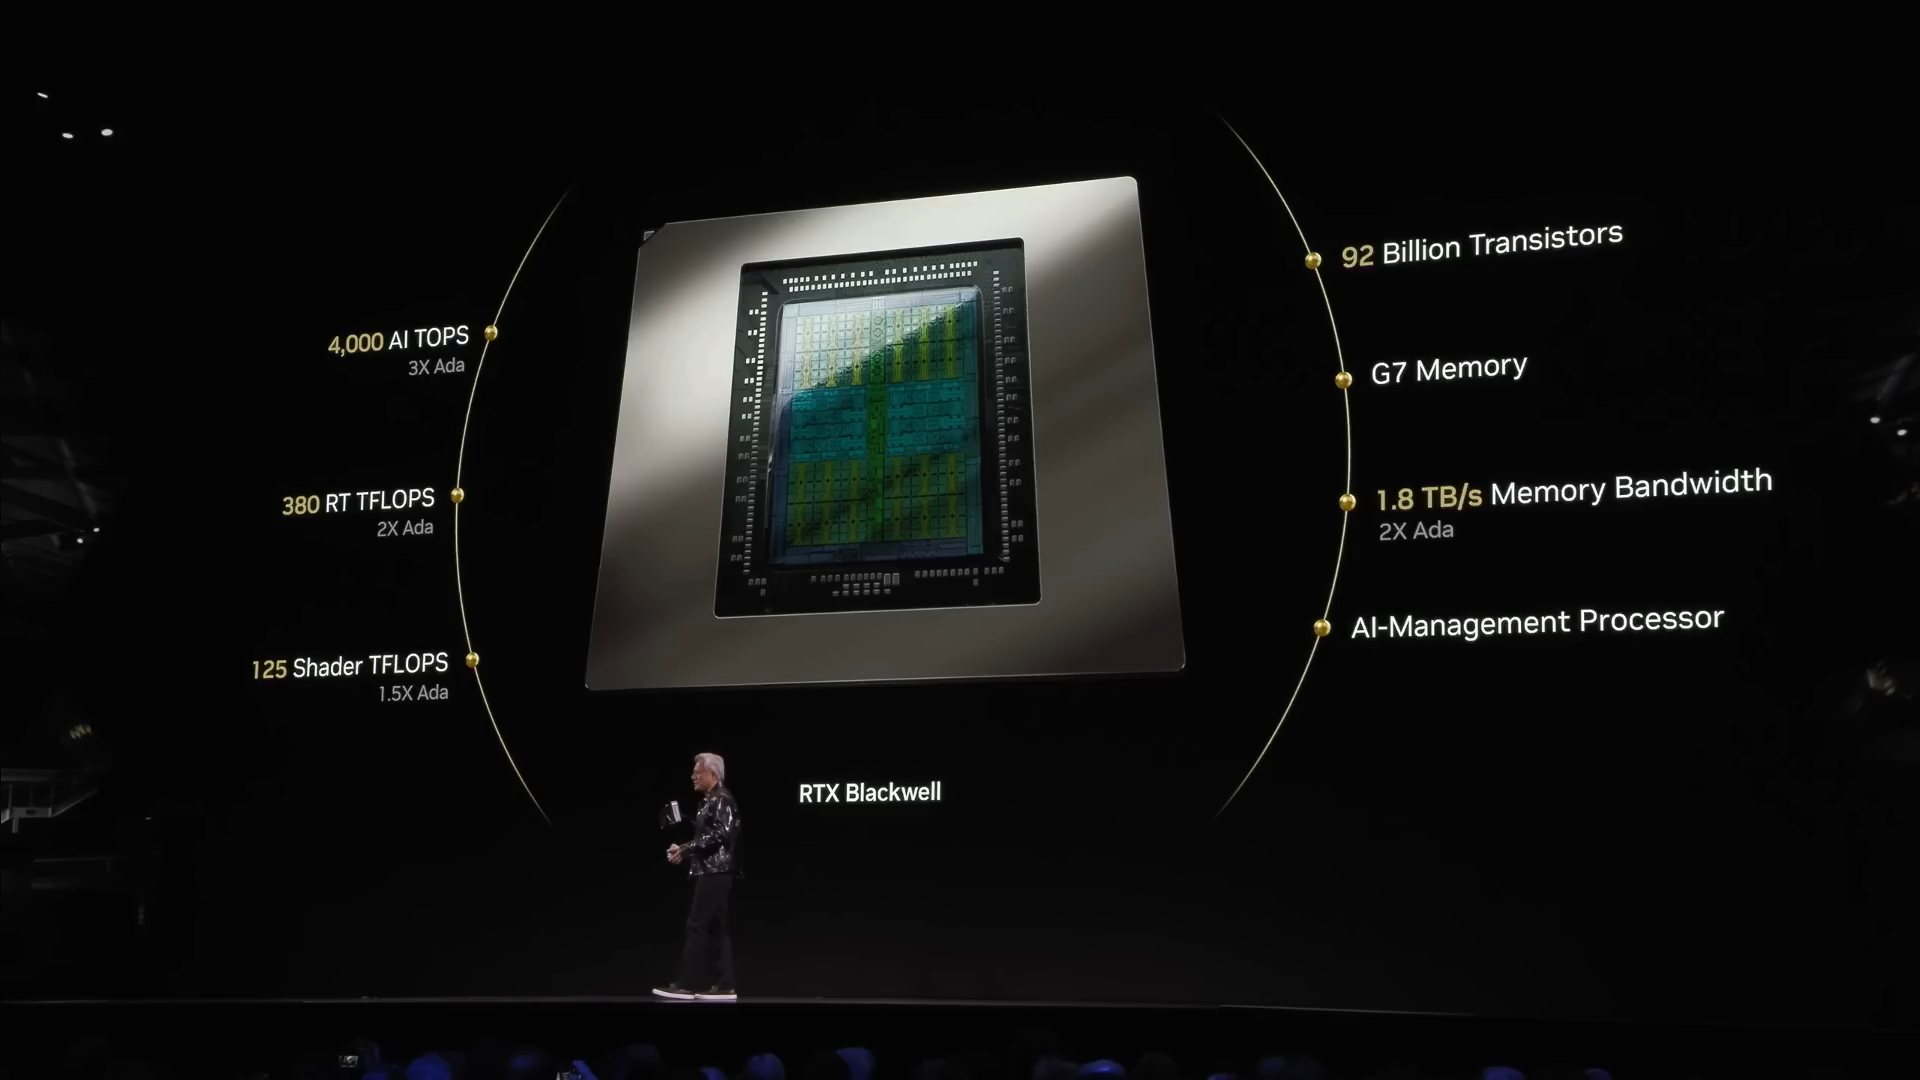 4,000 AI TOPS
3X Ada
380 RT TFLOPS
2X Ada
125 Shader TFLOPS
1.5X Ada
92 Billion Transistors
G7 Memory
1.8 TB/s Memory Bandwidth
2X Ada
AI-Management Processor
RTX Blackwell